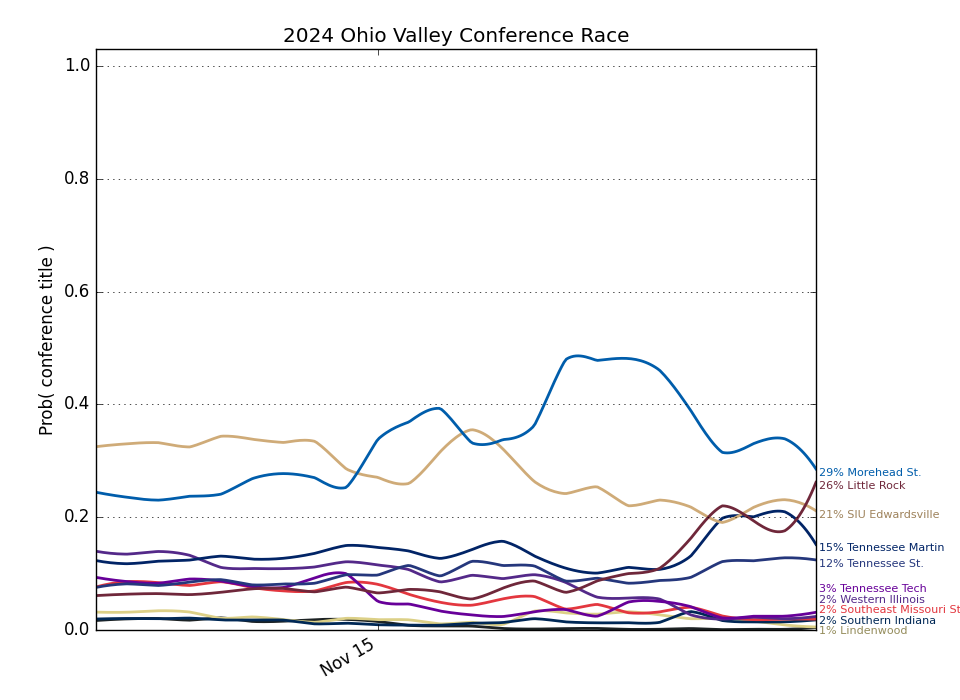 2024 Ohio Valley Conference Race
1.0
0.8
0.6
0.4
0.2
0.0
Prob( conference title )
Nov 15
29% Morehead St.
26% Little Rock
21% SIU Edwardsville
15% Tennessee Martin
12% Tennessee St.
3% Tennessee Tech
2% Western Illinois
2% Southeast Missouri St
2% Southern Indiana
1% Lindenwood